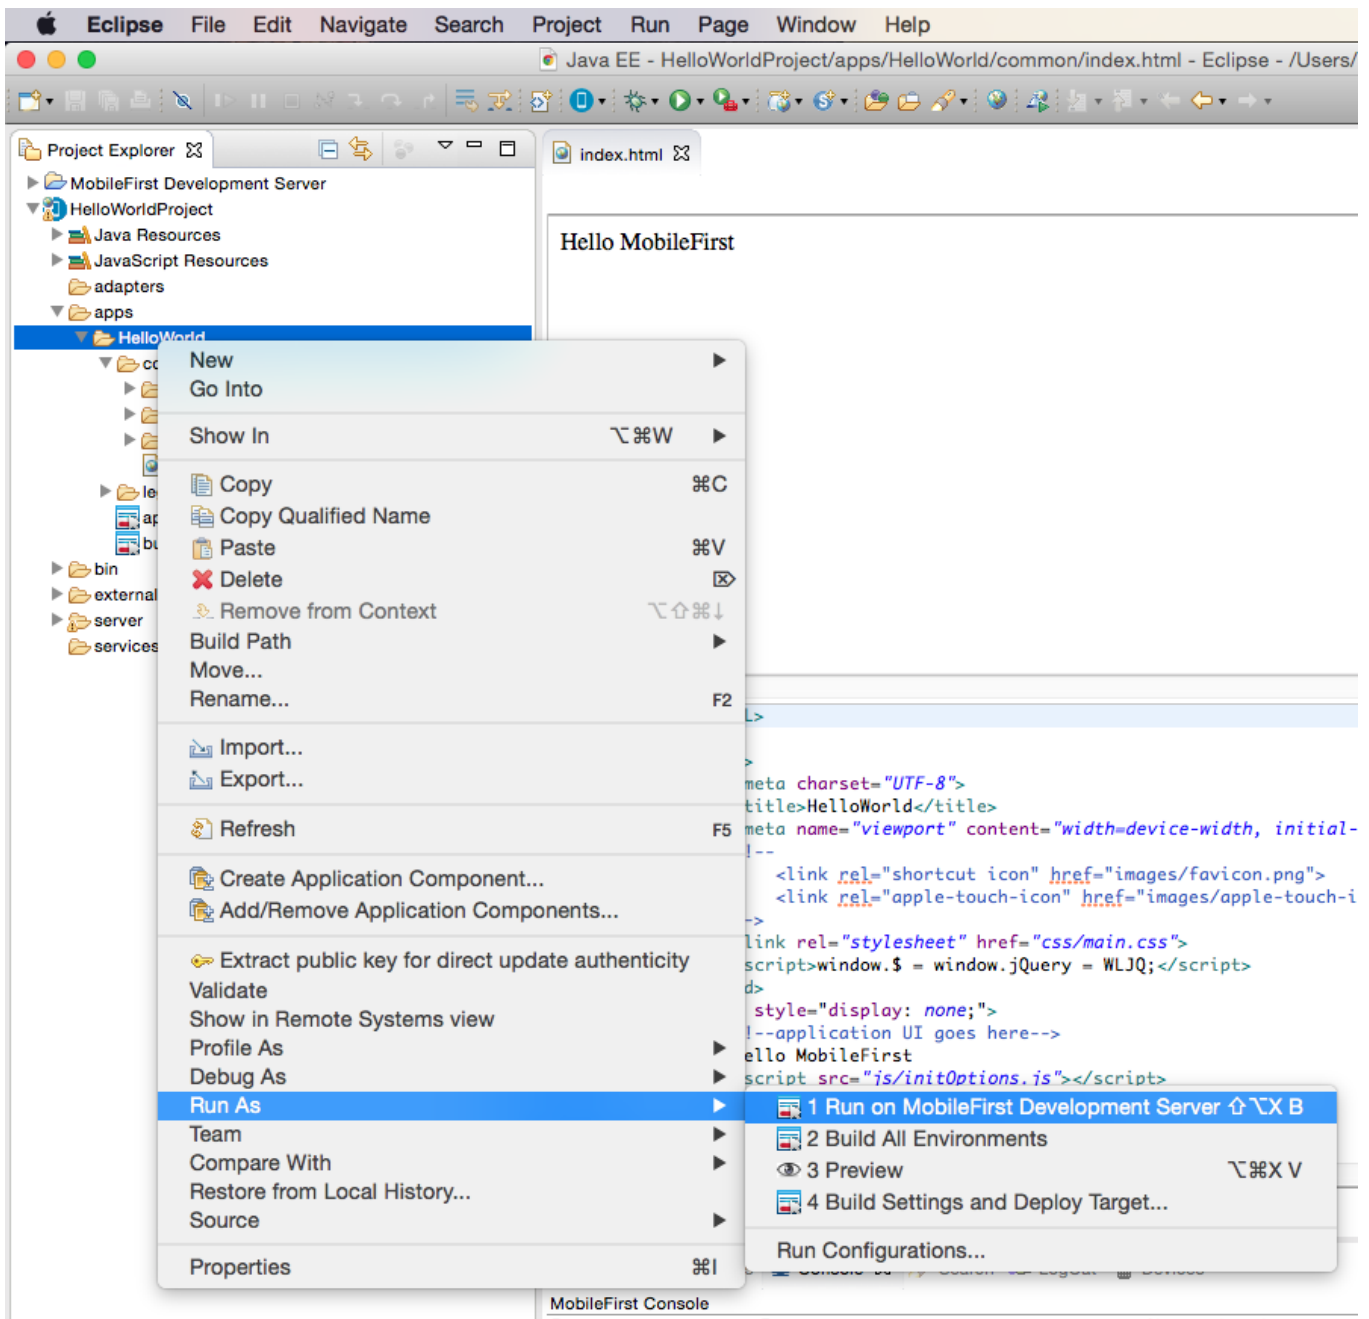 Eclipse File Edit Navigate Search Project Run Page Window Help
Java EE - HelloWorldProject/apps/HelloWorld/common/index.html - Eclipse - /Users/
Project Explorer
index.html
MobileFirst Development Server
HelloWorldProject
Java Resources
JavaScript Resources
adapters
apps
HelloWorld
bin
external
server
services
Hello MobileFirst
New
Go Into
Show In ⌥⌘W
Copy ⌘C
Copy Qualified Name
Paste ⌘V
Delete ⌦
Remove from Context ⌥⇧⌘↓
Build Path
Move...
Rename... F2
Import...
Export...
Refresh F5
Create Application Component...
Add/Remove Application Components...
Extract public key for direct update authenticity
Validate
Show in Remote Systems view
Profile As
Debug As
Run As
Team
Compare With
Restore from Local History...
Source
Properties ⌘I
L>
>
meta charset="UTF-8">
title>HelloWorld</title>
meta name="viewport" content="width=device-width, initial-
!--
<link rel="shortcut icon" href="images/favicon.png">
<link rel="apple-touch-icon" href="images/apple-touch-i
->
link rel="stylesheet" href="css/main.css">
script>window.$ = window.jQuery = WLJQ;</script>
d>
style="display: none;">
!--application UI goes here-->
ello MobileFirst
script src="js/initOptions.js"></script>
1 Run on MobileFirst Development Server ⇧⌥X B
2 Build All Environments
3 Preview ⌥⌘X V
4 Build Settings and Deploy Target...
Run Configurations...
MobileFirst Console